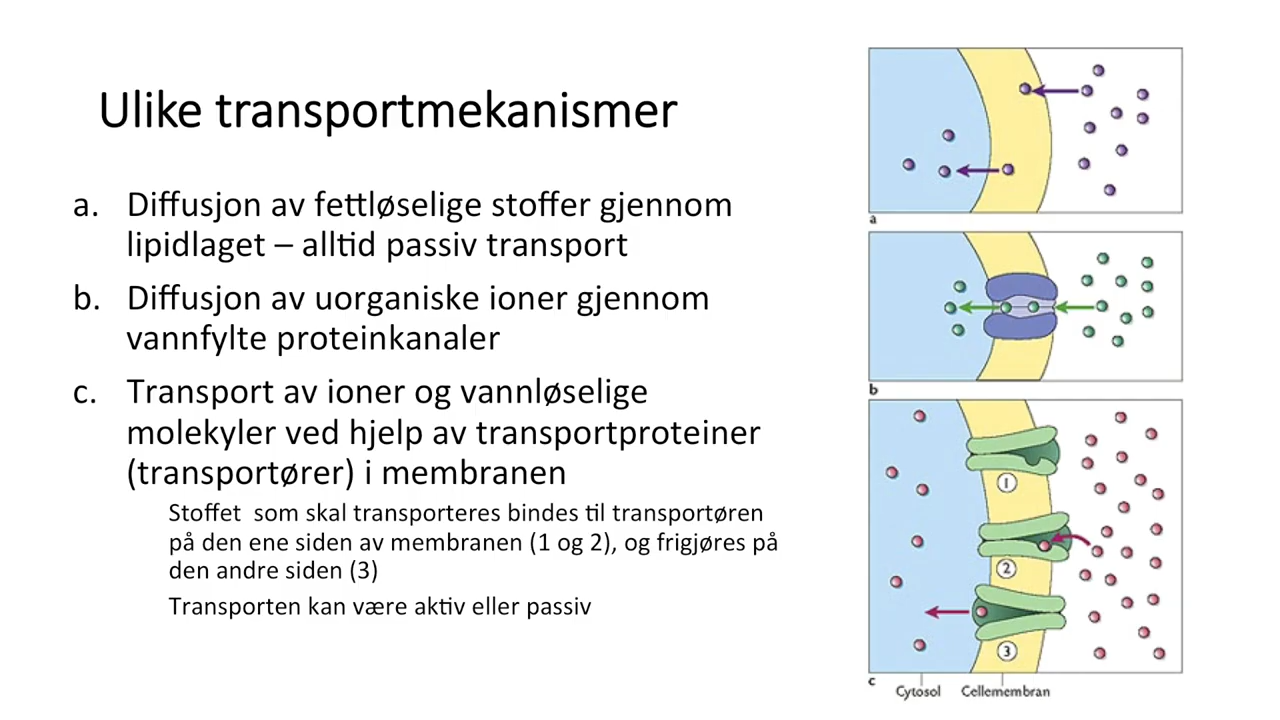 Ulike transportmekanismer
a. Diffusjon av fettløselige stoffer gjennom
lipidlaget – alltid passiv transport
b. Diffusjon av uorganiske ioner gjennom
vannfylte proteinkanaler
c. Transport av ioner og vannløselige
molekyler ved hjelp av transportproteiner
(transportører) i membranen
Stoffet som skal transporteres bindes til transportøren
på den ene siden av membranen (1 og 2), og frigjøres på
den andre siden (3)
Transporten kan være aktiv eller passiv
a
b
1
2
3
c
Cytosol Cellemembran